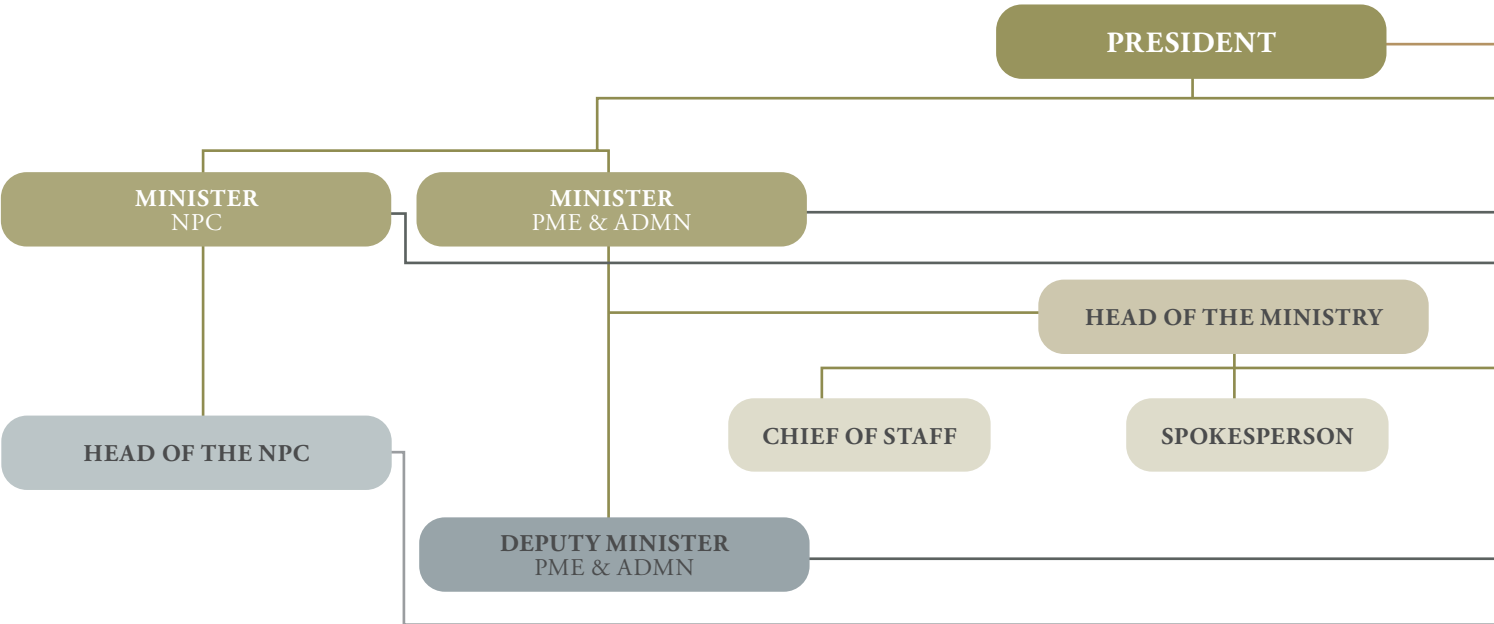 PRESIDENT
MINISTER
NPC
MINISTER
PME & ADMN
HEAD OF THE MINISTRY
CHIEF OF STAFF
SPOKESPERSON
HEAD OF THE NPC
DEPUTY MINISTER
PME & ADMN